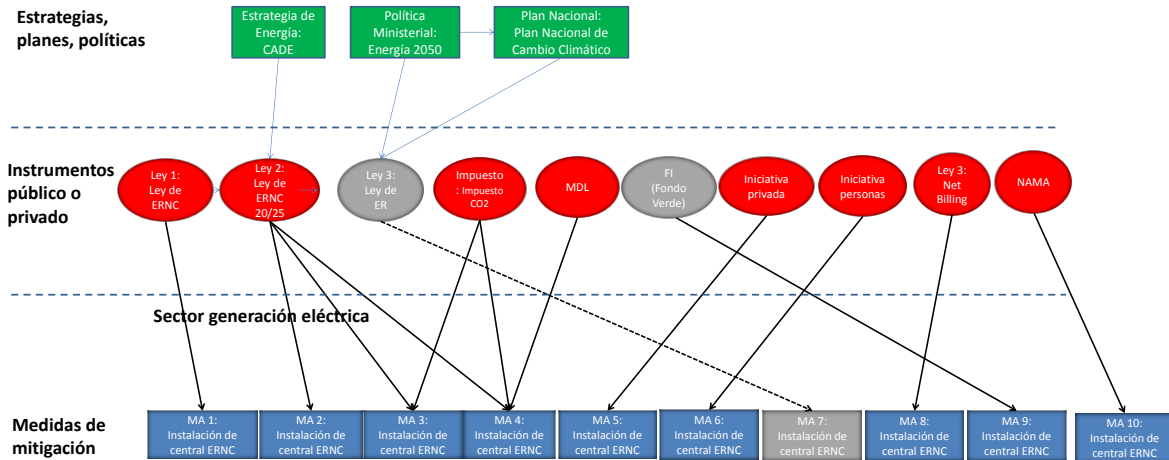 Estrategias,
planes, políticas
Estrategia de
Energía:
CADE
Política
Ministerial:
Energía 2050
Plan Nacional:
Plan Nacional de
Cambio Climático
Instrumentos
público o
privado
Ley 1:
Ley de
ERNC
Ley 2:
Ley de
ERNC
20/25
Ley 3:
Ley de
ER
Impuesto
: Impuesto
CO2
MDL
FI
(Fondo
Verde)
Iniciativa
privada
Iniciativa
personas
Ley 3:
Net
Billing
NAMA
Sector generación eléctrica
Medidas de
mitigación
MA 1:
Instalación de
central ERNC
MA 2:
Instalación de
central ERNC
MA 3:
Instalación de
central ERNC
MA 4:
Instalación de
central ERNC
MA 5:
Instalación de
central ERNC
MA 6:
Instalación de
central ERNC
MA 7:
Instalación de
central ERNC
MA 8:
Instalación de
central ERNC
MA 9:
Instalación de
central ERNC
MA 10:
Instalación de
central ERNC